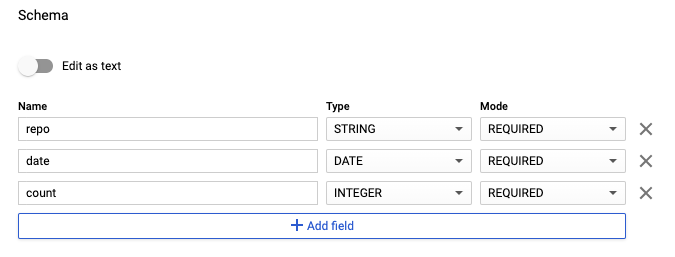 Schema
Edit as text
Name Type Mode
repo STRING REQUIRED
date DATE REQUIRED
count INTEGER REQUIRED
+ Add field